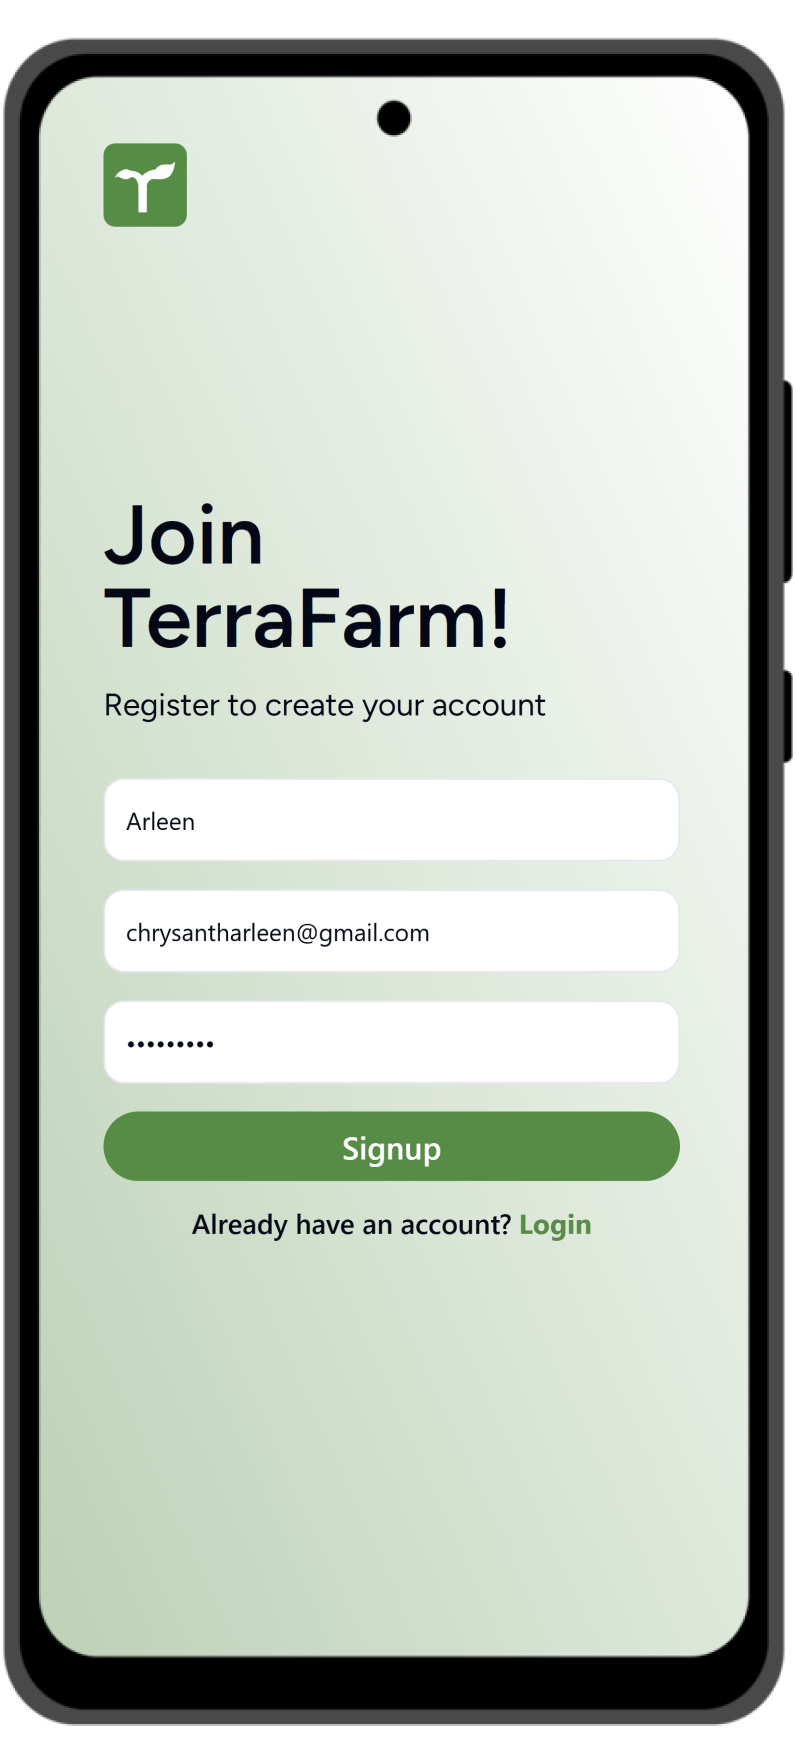 Join
TerraFarm!
Register to create your account
Arleen
chrysantharleen@gmail.com
•••••••••
Signup
Already have an account? Login